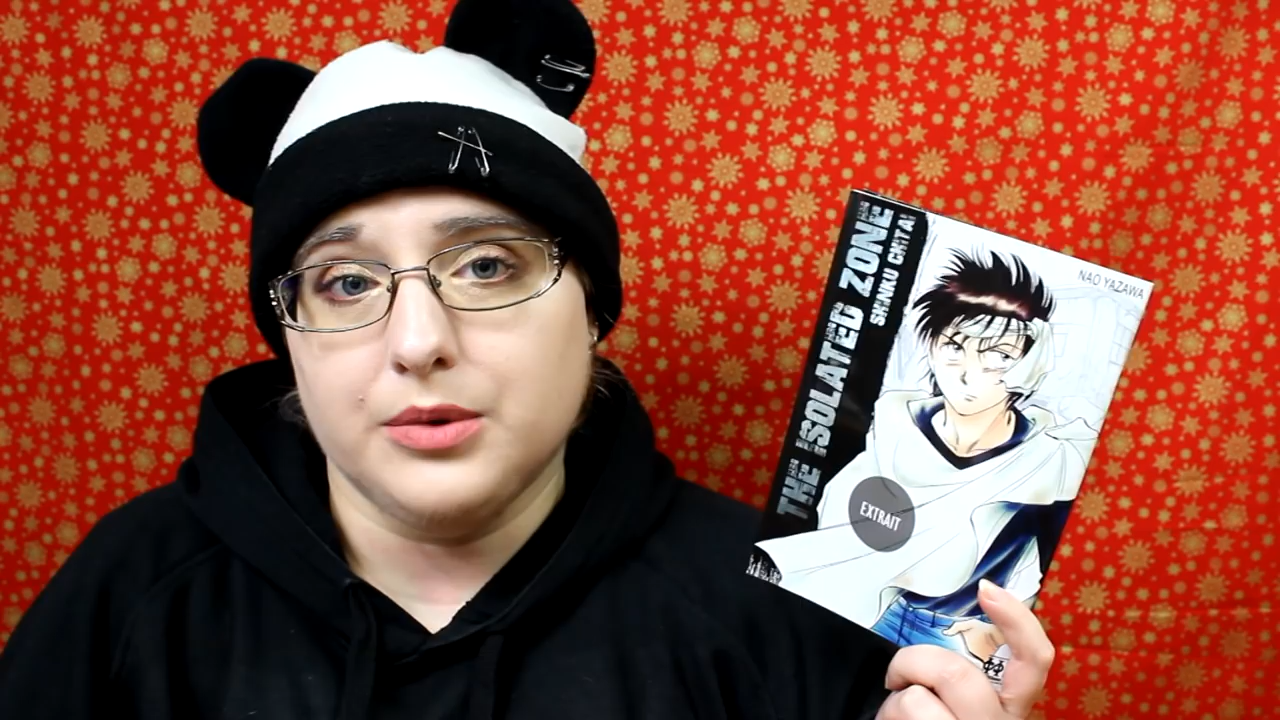 THE ISOLATED ZONE
SHINKU CHITAI
NAO YAZAWA
EXTRAIT